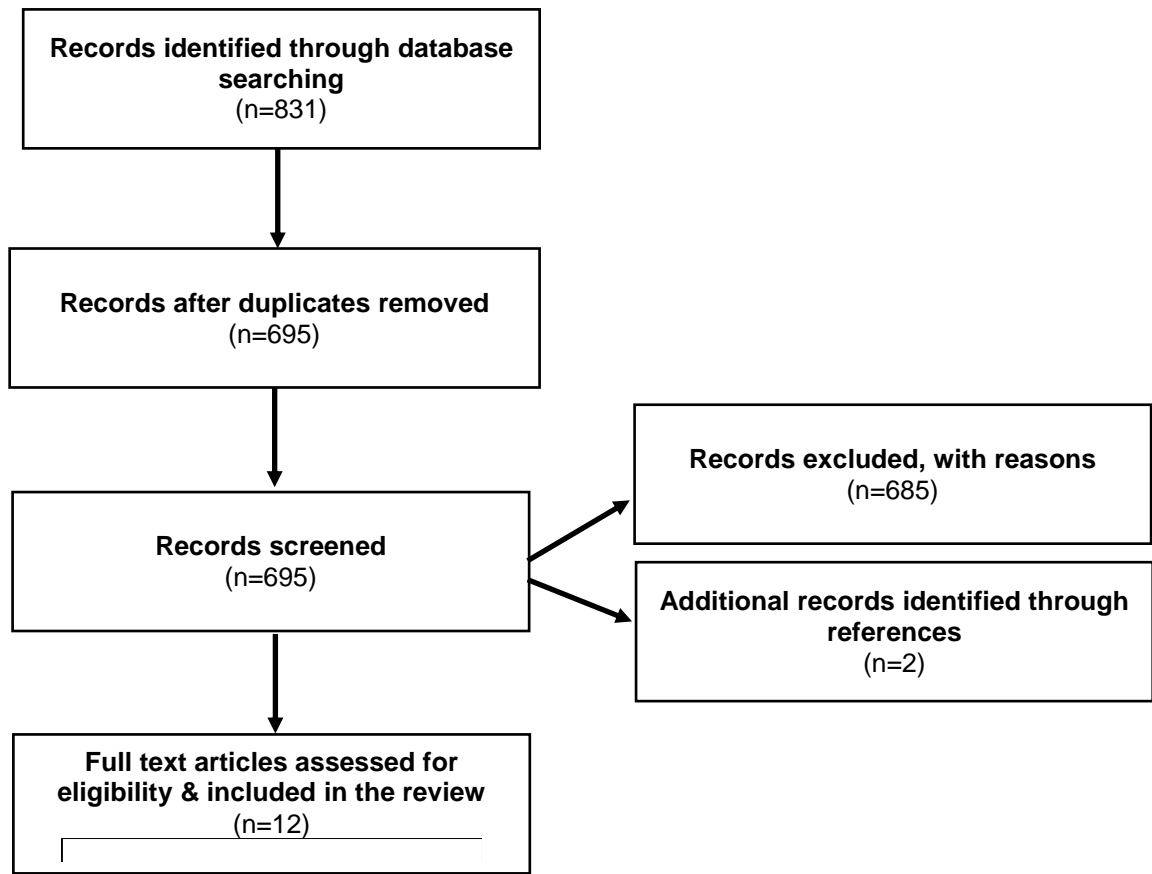 Records identified through database
searching
(n=831)
Records after duplicates removed
(n=695)
Records excluded, with reasons
(n=685)
Records screened
(n=695)
Additional records identified through
references
(n=2)
Full text articles assessed for
eligibility & included in the review
(n=12)